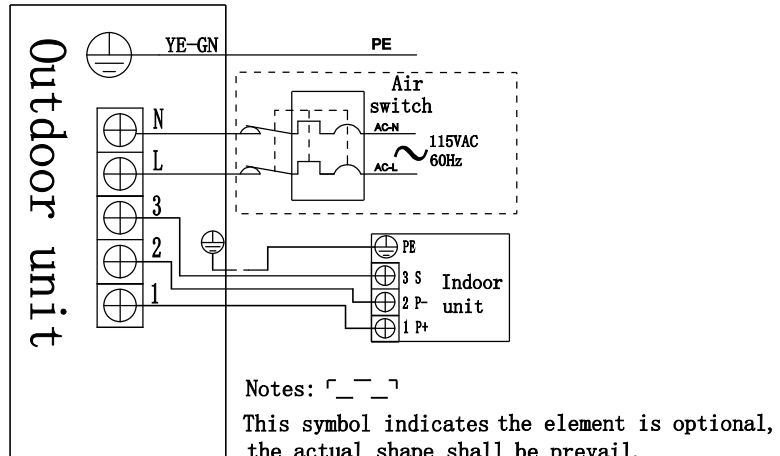 Outdoor unit
YE-GN
PE
Air
switch
N
AC-N
115VAC
60Hz
L
AC-L
3
2
1
PE
3 S
2 P-
1 P+
Indoor
unit
Notes:
This symbol indicates the element is optional,
the actual shape shall be prevail.